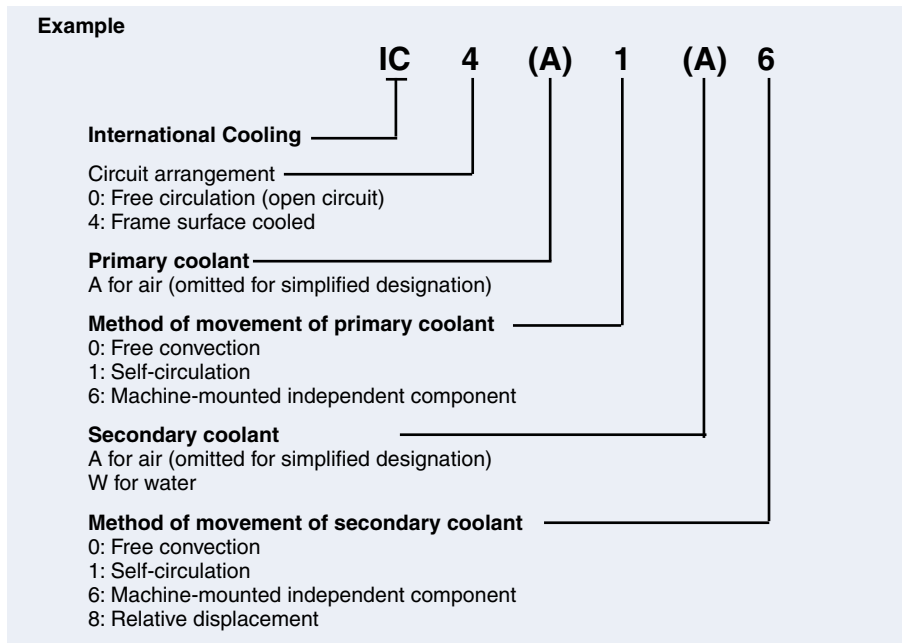 Example
IC 4 (A) 1 (A) 6
International Cooling
Circuit arrangement
0: Free circulation (open circuit)
4: Frame surface cooled
Primary coolant
A for air (omitted for simplified designation)
Method of movement of primary coolant
0: Free convection
1: Self-circulation
6: Machine-mounted independent component
Secondary coolant
A for air (omitted for simplified designation)
W for water
Method of movement of secondary coolant
0: Free convection
1: Self-circulation
6: Machine-mounted independent component
8: Relative displacement